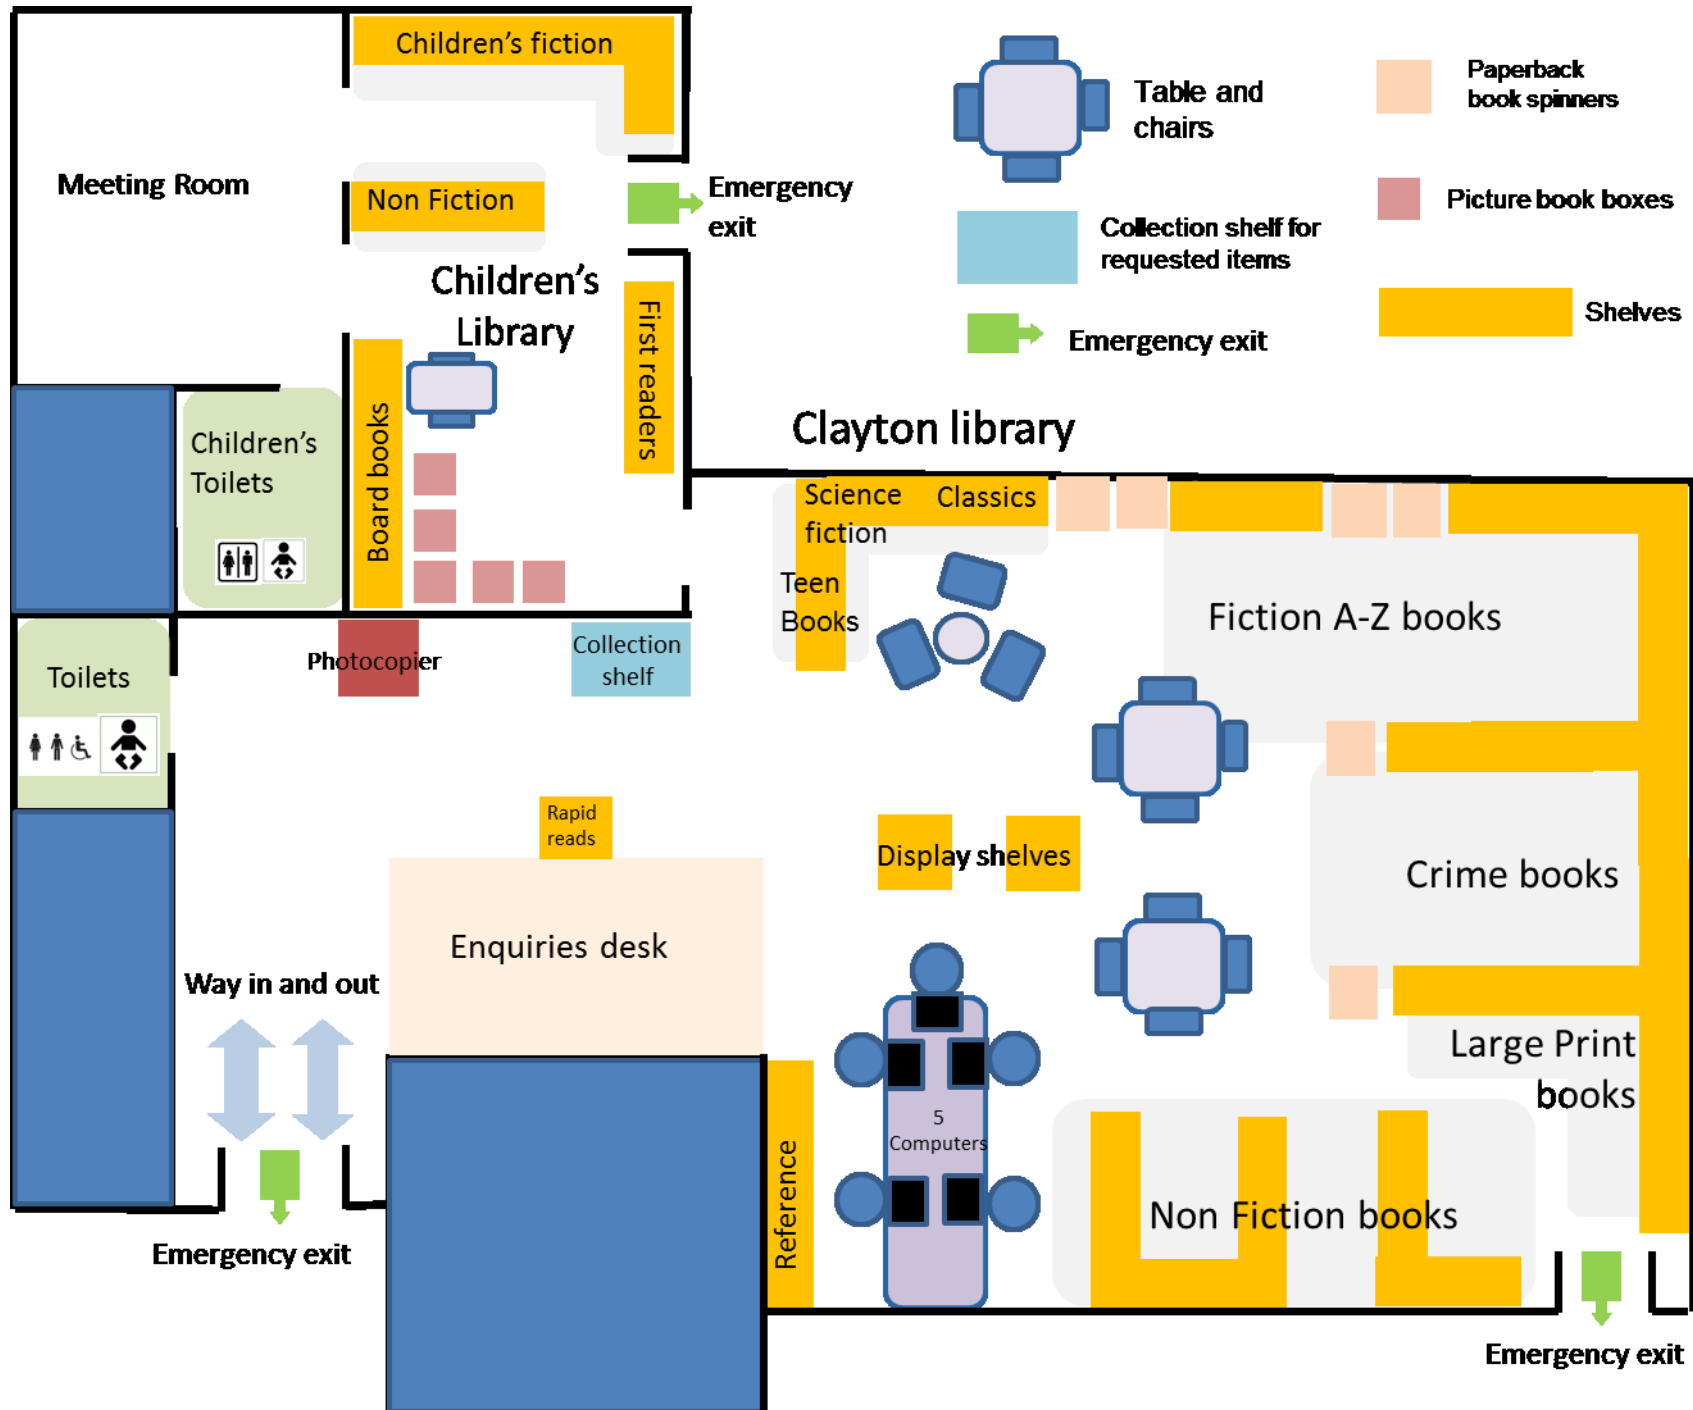 Children's fiction
Meeting Room
Non Fiction
Emergency
exit
Children's
Library
First readers
Board books
Children's
Toilets
Table and
chairs
Paperback
book spinners
Collection shelf for
requested items
Picture book boxes
Emergency exit
Shelves
Clayton library
Science
fiction
Classics
Teen
Books
Fiction A-Z books
Toilets
Photocopier
Collection
shelf
Rapid
reads
Display shelves
Crime books
Enquiries desk
Way in and out
Large Print
books
5
Computers
Reference
Non Fiction books
Emergency exit
Emergency exit